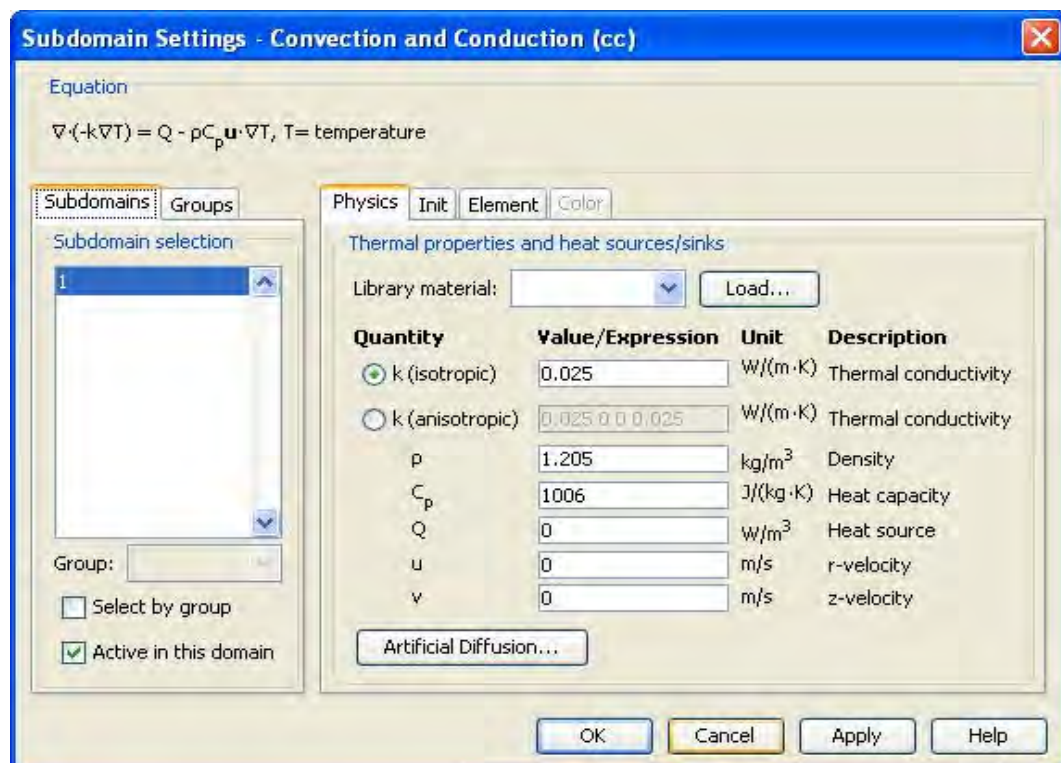 Subdomain Settings - Convection and Conduction (cc)
Equation
∇·(-k∇T) = Q - ρCpu·∇T, T= temperature
Subdomains Groups
Subdomain selection
1
Group:
Select by group
Active in this domain
Physics Init Element Color
Thermal properties and heat sources/sinks
Library material: Load...
Quantity Value/Expression Unit Description
k (isotropic) 0.025 W/(m·K) Thermal conductivity
k (anisotropic) 0.025 0 0 0.025 W/(m·K) Thermal conductivity
ρ 1.205 kg/m³ Density
Cp 1006 J/(kg·K) Heat capacity
Q 0 W/m³ Heat source
u 0 m/s r-velocity
v 0 m/s z-velocity
Artificial Diffusion...
OK Cancel Apply Help